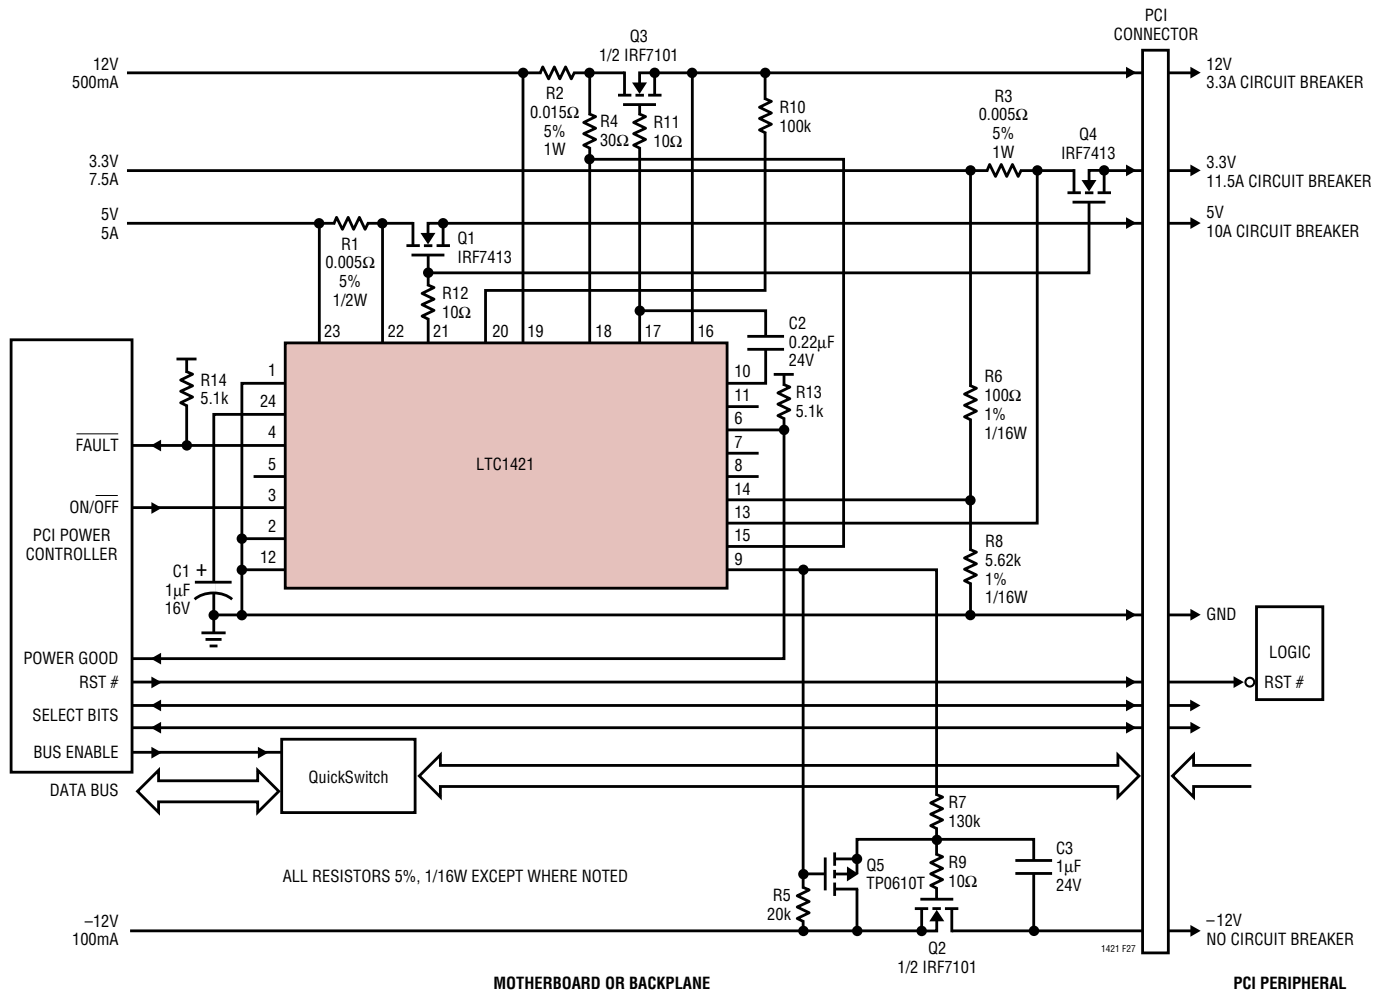 PCI
CONNECTOR
Q3
1/2 IRF7101
12V
500mA
12V
3.3A CIRCUIT BREAKER
R2
0.015Ω
5%
1W
R4
30Ω
R11
10Ω
R10
100k
R3
0.005Ω
5%
1W
Q4
IRF7413
3.3V
7.5A
3.3V
11.5A CIRCUIT BREAKER
5V
5A
5V
10A CIRCUIT BREAKER
R1
0.005Ω
5%
1/2W
Q1
IRF7413
R12
10Ω
23
22
21
20
19
18
17
16
C2
0.22µF
24V
R14
5.1k
1
24
4
5
3
2
12
LTC1421
10
11
6
7
8
14
13
15
9
R13
5.1k
R6
100Ω
1%
1/16W
R8
5.62k
1%
1/16W
FAULT
ON/OFF
PCI POWER
CONTROLLER
C1
+
1µF
16V
GND
POWER GOOD
RST #
SELECT BITS
BUS ENABLE
DATA BUS
QuickSwitch
LOGIC
RST #
R7
130k
Q5
TP0610T
R9
10Ω
C3
1µF
24V
ALL RESISTORS 5%, 1/16W EXCEPT WHERE NOTED
R5
20k
–12V
100mA
–12V
NO CIRCUIT BREAKER
Q2
1/2 IRF7101
1421 F27
MOTHERBOARD OR BACKPLANE
PCI PERIPHERAL